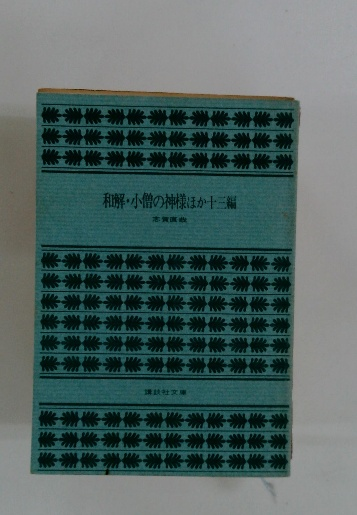 和解・小僧の神様ほか十三編
志賀直哉
講談社文庫